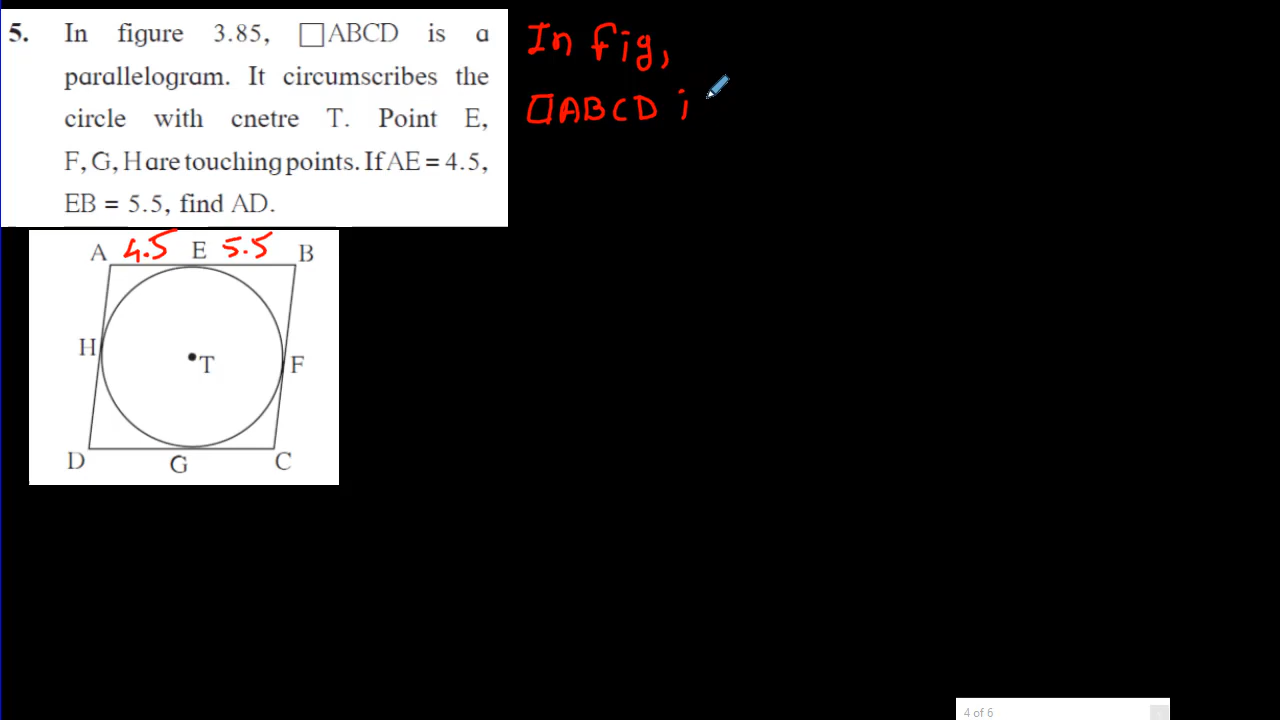 5. In figure 3.85, □ABCD is a
parallelogram. It circumscribes the
circle with cnetre T. Point E,
F, G, H are touching points. If AE = 4.5,
EB = 5.5, find AD.
In fig,
□ABCD i
A 4.5 E 5.5 B
H
T
F
D
G
C
4 of 6